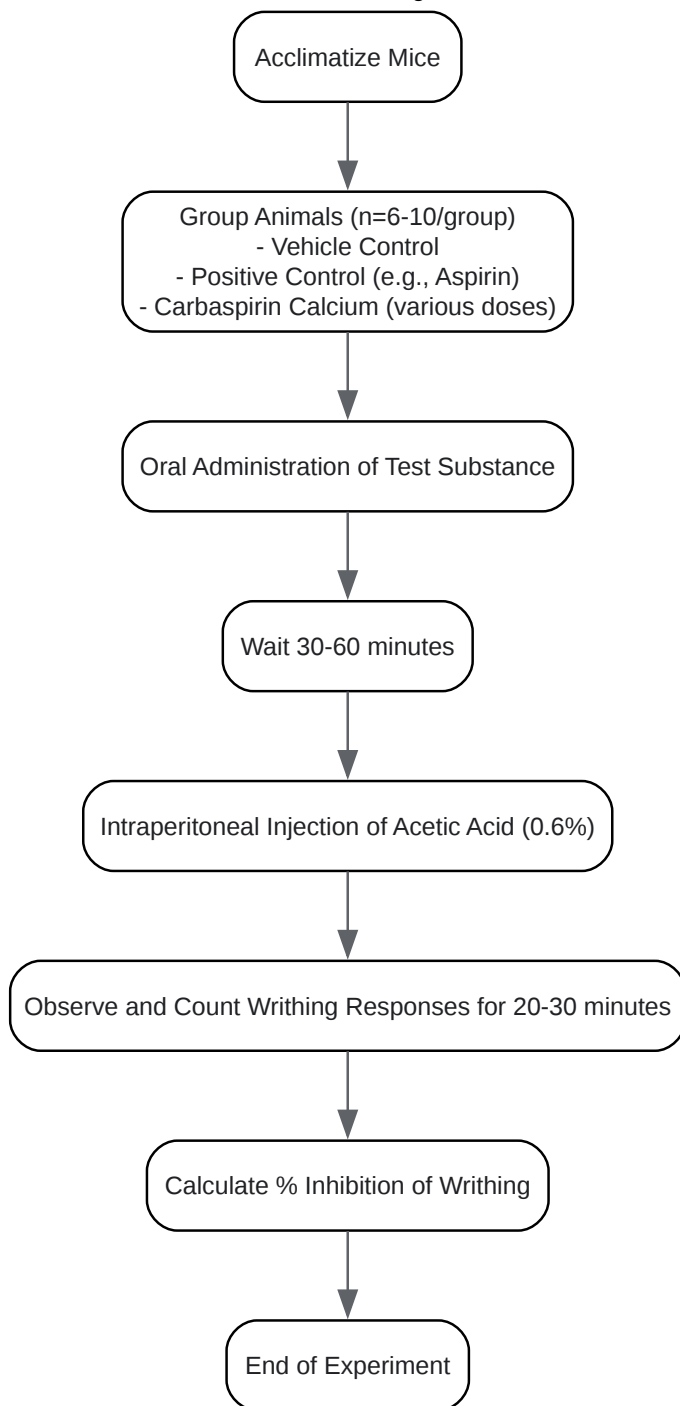 Acclimatize Mice
Group Animals (n=6-10/group)
- Vehicle Control
- Positive Control (e.g., Aspirin)
- Carbaspirin Calcium (various doses)
Oral Administration of Test Substance
Wait 30-60 minutes
Intraperitoneal Injection of Acetic Acid (0.6%)
Observe and Count Writhing Responses for 20-30 minutes
Calculate % Inhibition of Writhing
End of Experiment